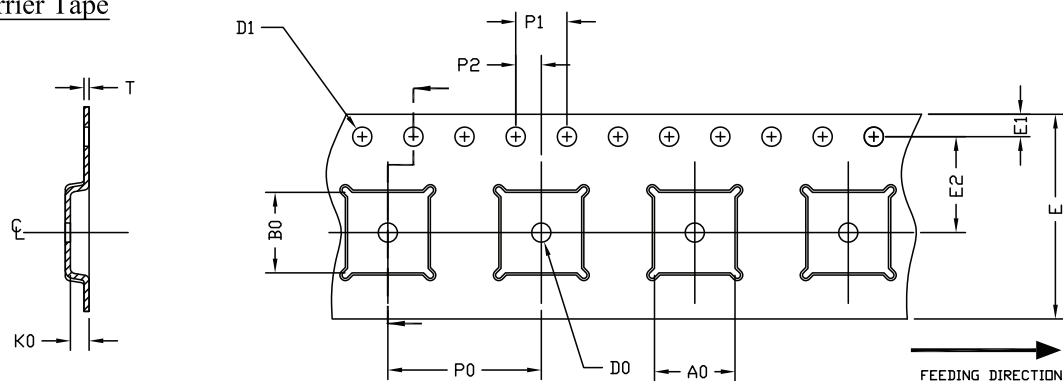 rrier Tape
D1
P1
P2
T
E1
E2
E
B0
℄
K0
P0
D0
A0
FEEDING DIRECTION